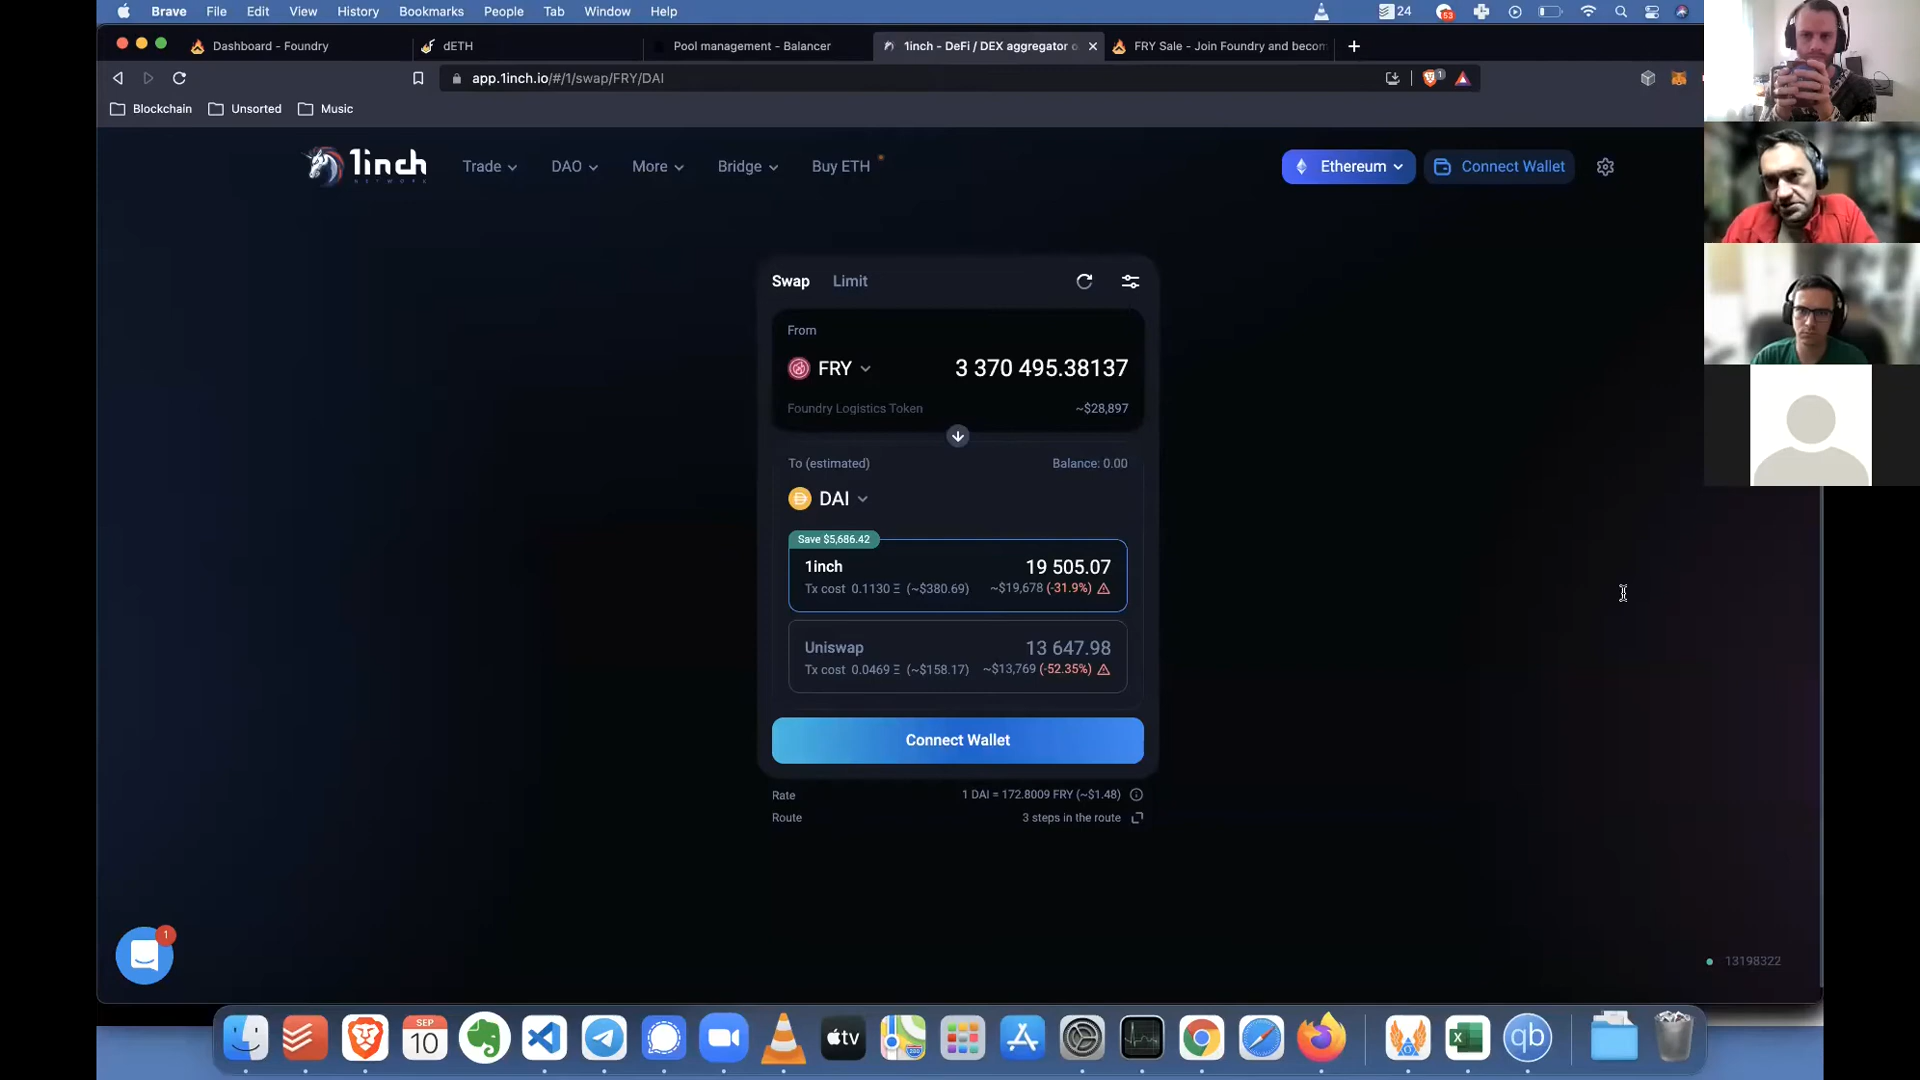 Brave File Edit View History Bookmarks People Tab Window Help 24 53
Dashboard - Foundry dETH Pool management - Balancer 1inch - DeFi / DEX aggregator o FRY Sale - Join Foundry and becom
app.1inch.io/#/1/swap/FRY/DAI 1
Blockchain Unsorted Music
1inch Trade DAO More Bridge Buy ETH Ethereum Connect Wallet
NETWORK
Swap Limit
From
FRY 3 370 495.38137
Foundry Logistics Token ~$28,897
To (estimated) Balance: 0.00
DAI
Save $5,686.42
1inch 19 505.07
Tx cost 0.1130 Ξ (~$380.69) ~$19,678 (-31.9%)
Uniswap 13 647.98
Tx cost 0.0469 Ξ (~$158.17) ~$13,769 (-52.35%)
Connect Wallet
Rate 1 DAI = 172.8009 FRY (~$1.48)
Route 3 steps in the route
1
13198322
SEP
10
tv
280
qb